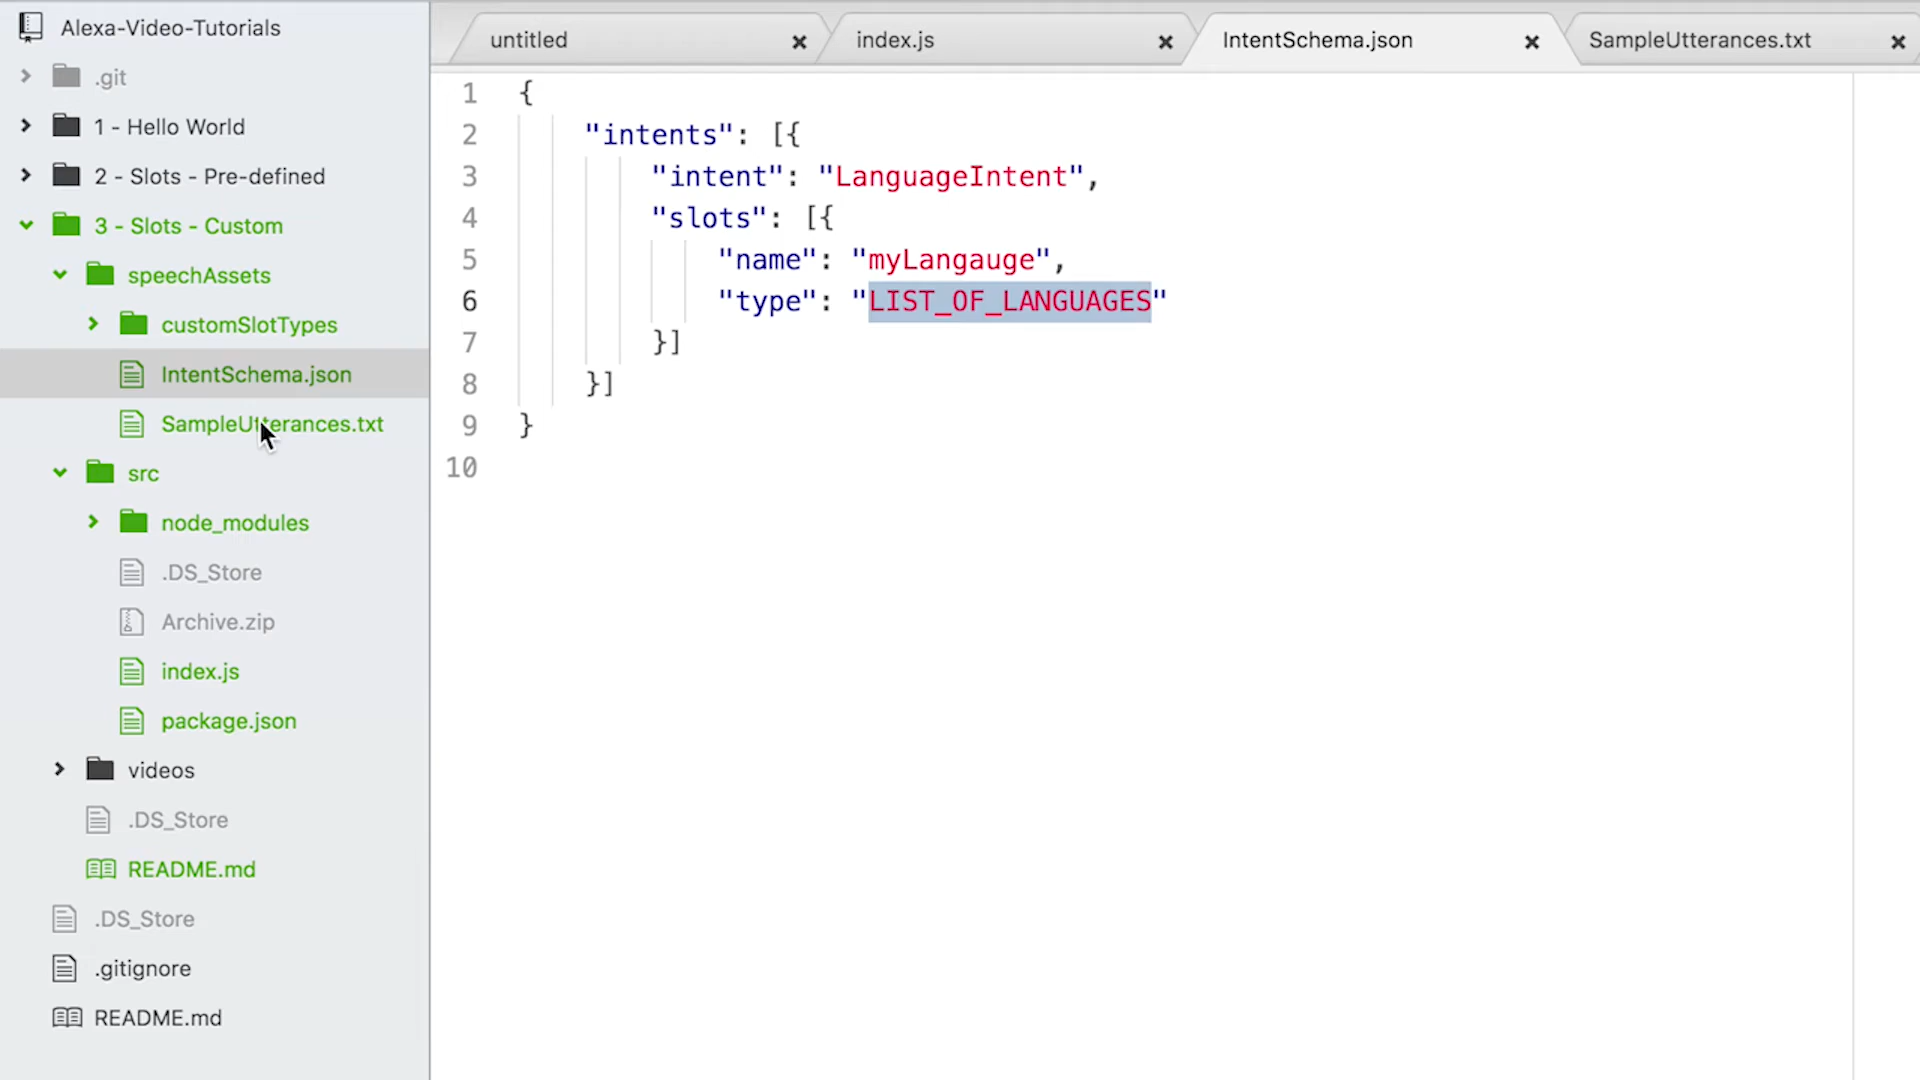 Alexa-Video-Tutorials
.git
1 - Hello World
2 - Slots - Pre-defined
3 - Slots - Custom
speechAssets
customSlotTypes
IntentSchema.json
SampleUtterances.txt
src
node_modules
.DS_Store
Archive.zip
index.js
package.json
videos
.DS_Store
README.md
.DS_Store
.gitignore
README.md
untitled
index.js
IntentSchema.json
SampleUtterances.txt
1 {
2 "intents": [{
3 "intent": "LanguageIntent",
4 "slots": [{
5 "name": "myLangauge",
6 "type": "LIST_OF_LANGUAGES"
7 }]
8 }]
9 }
10